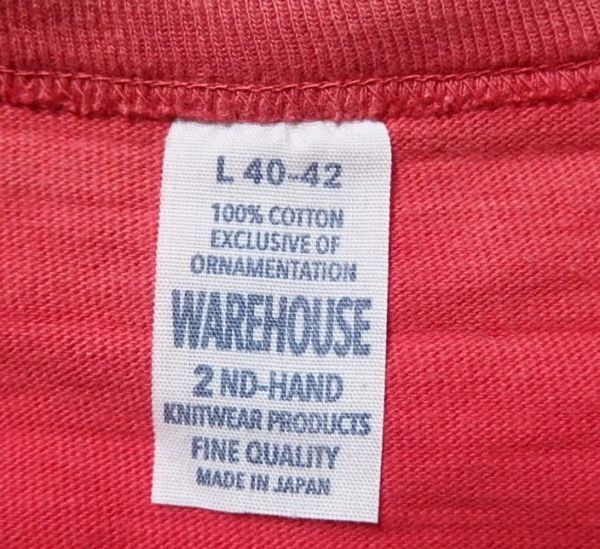 L 40-42
100% COTTON
EXCLUSIVE OF
ORNAMENTATION
WAREHOUSE
2 ND-HAND
KNITWEAR PRODUCTS
FINE QUALITY
MADE IN JAPAN